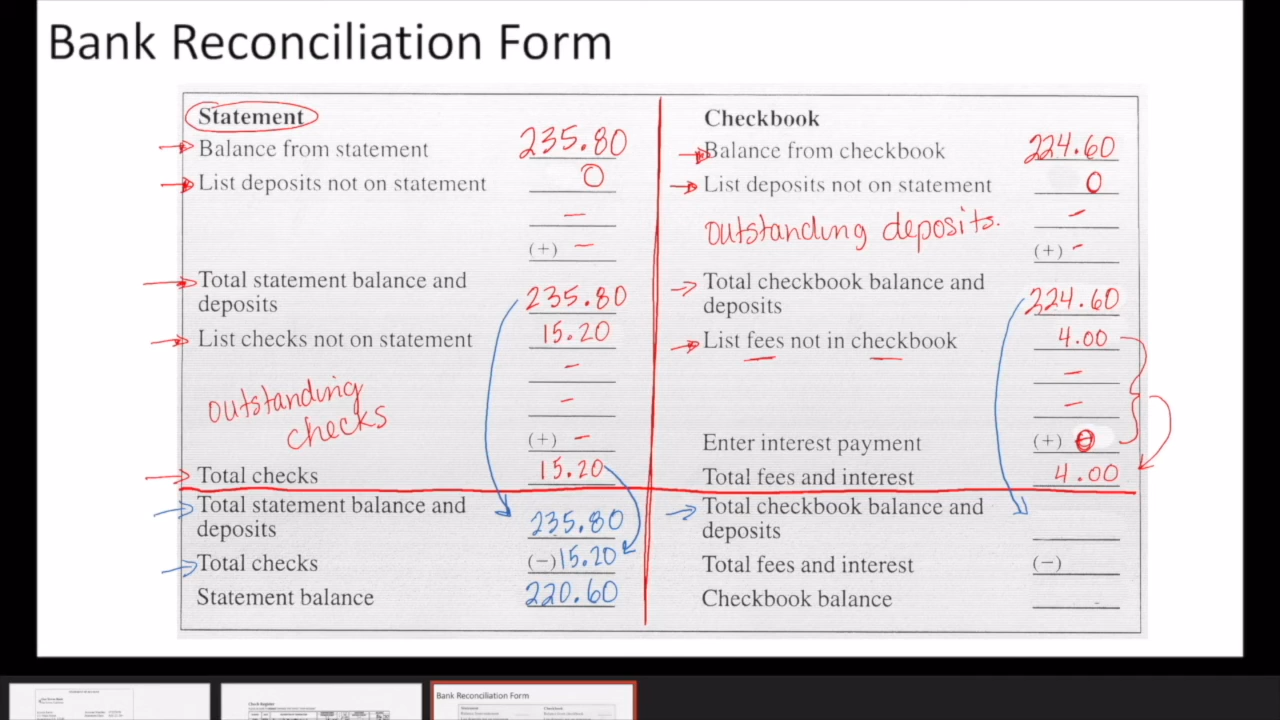 Bank Reconciliation Form
Statement
Balance from statement 235.80
List deposits not on statement 0
–
(+) –
Total statement balance and
deposits 235.80
List checks not on statement 15.20
–
outstanding
checks
–
(+) –
Total checks 15.20
Total statement balance and
deposits 235.80
Total checks (−) 15.20
Statement balance 220.60
Checkbook
Balance from checkbook 224.60
List deposits not on statement 0
outstanding deposits. –
(+) -
Total checkbook balance and
deposits 224.60
List fees not in checkbook 4.00
–
–
Enter interest payment (+) 0
Total fees and interest 4.00
Total checkbook balance and
deposits
Total fees and interest (−)
Checkbook balance
Check Register
Bank Reconciliation Form